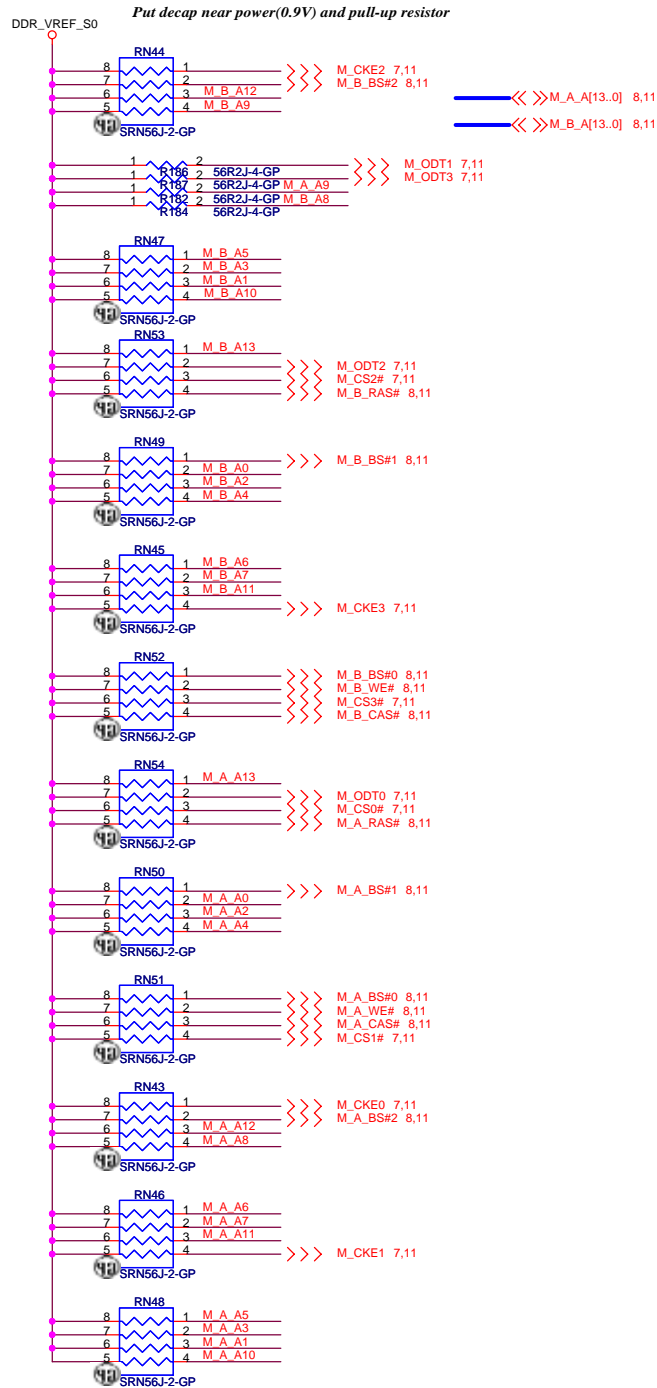 Put decap near power(0.9V) and pull-up resistor
DDR_VREF_S0
RN44
8 1 M_CKE2 7,11
7 2 M_B_BS#2 8,11
6 3 M_B_A12
5 4 M_B_A9
SRN56J-2-GP
M_A_A[13..0] 8,11
M_B_A[13..0] 8,11
1 2 M_ODT1 7,11
R186 56R2J-4-GP
1 2 M_ODT3 7,11
R187 56R2J-4-GP
1 2 M_A_A9
R182 56R2J-4-GP
1 2 M_B_A8
R184 56R2J-4-GP
RN47
8 1 M_B_A5
7 2 M_B_A3
6 3 M_B_A1
5 4 M_B_A10
SRN56J-2-GP
RN53
8 1 M_B_A13
7 2 M_ODT2 7,11
6 3 M_CS2# 7,11
5 4 M_B_RAS# 8,11
SRN56J-2-GP
RN49
8 1 M_B_BS#1 8,11
7 2 M_B_A0
6 3 M_B_A2
5 4 M_B_A4
SRN56J-2-GP
RN45
8 1 M_B_A6
7 2 M_B_A7
6 3 M_B_A11
5 4 M_CKE3 7,11
SRN56J-2-GP
RN52
8 1 M_B_BS#0 8,11
7 2 M_B_WE# 8,11
6 3 M_CS3# 7,11
5 4 M_B_CAS# 8,11
SRN56J-2-GP
RN54
8 1 M_A_A13
7 2 M_ODT0 7,11
6 3 M_CS0# 7,11
5 4 M_A_RAS# 8,11
SRN56J-2-GP
RN50
8 1 M_A_BS#1 8,11
7 2 M_A_A0
6 3 M_A_A2
5 4 M_A_A4
SRN56J-2-GP
RN51
8 1 M_A_BS#0 8,11
7 2 M_A_WE# 8,11
6 3 M_A_CAS# 8,11
5 4 M_CS1# 7,11
SRN56J-2-GP
RN43
8 1 M_CKE0 7,11
7 2 M_A_BS#2 8,11
6 3 M_A_A12
5 4 M_A_A8
SRN56J-2-GP
RN46
8 1 M_A_A6
7 2 M_A_A7
6 3 M_A_A11
5 4 M_CKE1 7,11
SRN56J-2-GP
RN48
8 1 M_A_A5
7 2 M_A_A3
6 3 M_A_A1
5 4 M_A_A10
SRN56J-2-GP